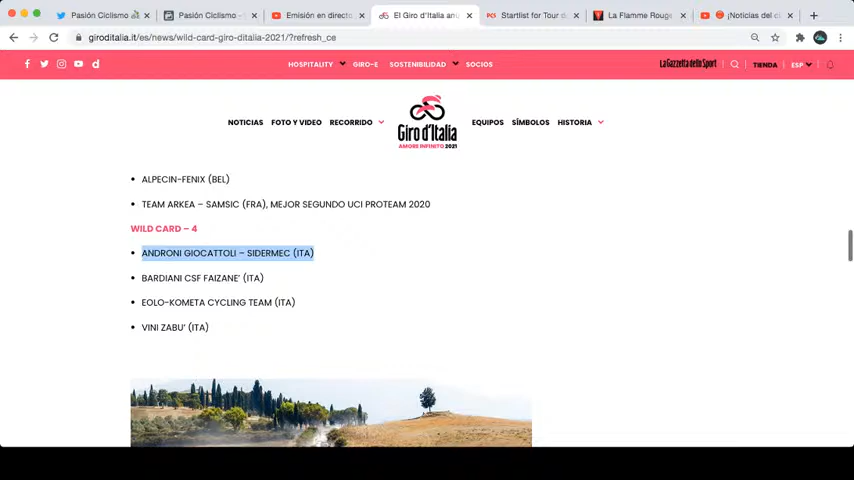 Pasión Ciclismo
Pasión Ciclismo –
Emisión en directo
El Giro d'Italia anu
Startlist for Tour d
La Flamme Rouge
¡Noticias del ci
giroditalia.it/es/news/wild-card-giro-ditalia-2021/?refresh_ce
HOSPITALITY
GIRO-E
SOSTENIBILIDAD
SOCIOS
La Gazzetta dello Sport
TIENDA
ESP
NOTICIAS
FOTO Y VIDEO
RECORRIDO
Giro d'Italia
AMORE INFINITO 2021
EQUIPOS
SÍMBOLOS
HISTORIA
• ALPECIN-FENIX (BEL)
• TEAM ARKEA – SAMSIC (FRA), MEJOR SEGUNDO UCI PROTEAM 2020
WILD CARD – 4
• ANDRONI GIOCATTOLI – SIDERMEC (ITA)
• BARDIANI CSF FAIZANE' (ITA)
• EOLO-KOMETA CYCLING TEAM (ITA)
• VINI ZABU' (ITA)